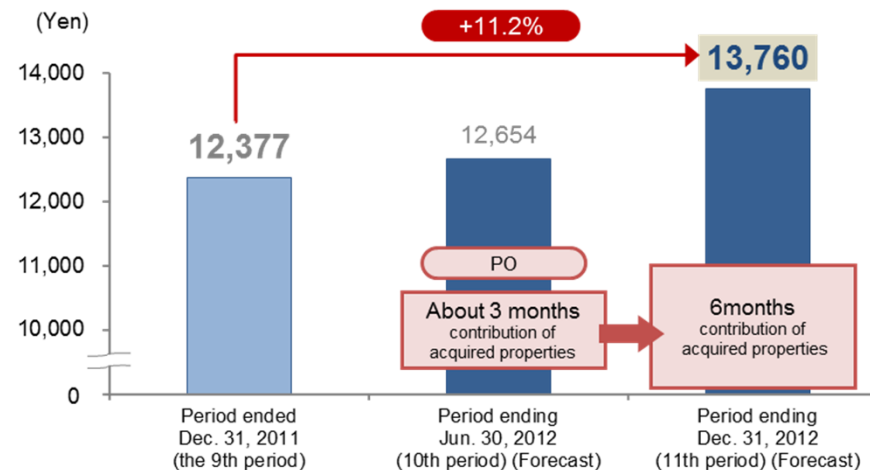 (Yen)
+11.2%
14,000
13,000
12,000
11,000
10,000
0
12,377
12,654
13,760
PO
About 3 months
contribution of
acquired properties
6months
contribution of
acquired properties
Period ended
Dec. 31, 2011
(the 9th period)
Period ending
Jun. 30, 2012
(10th period) (Forecast)
Period ending
Dec. 31, 2012
(11th period) (Forecast)